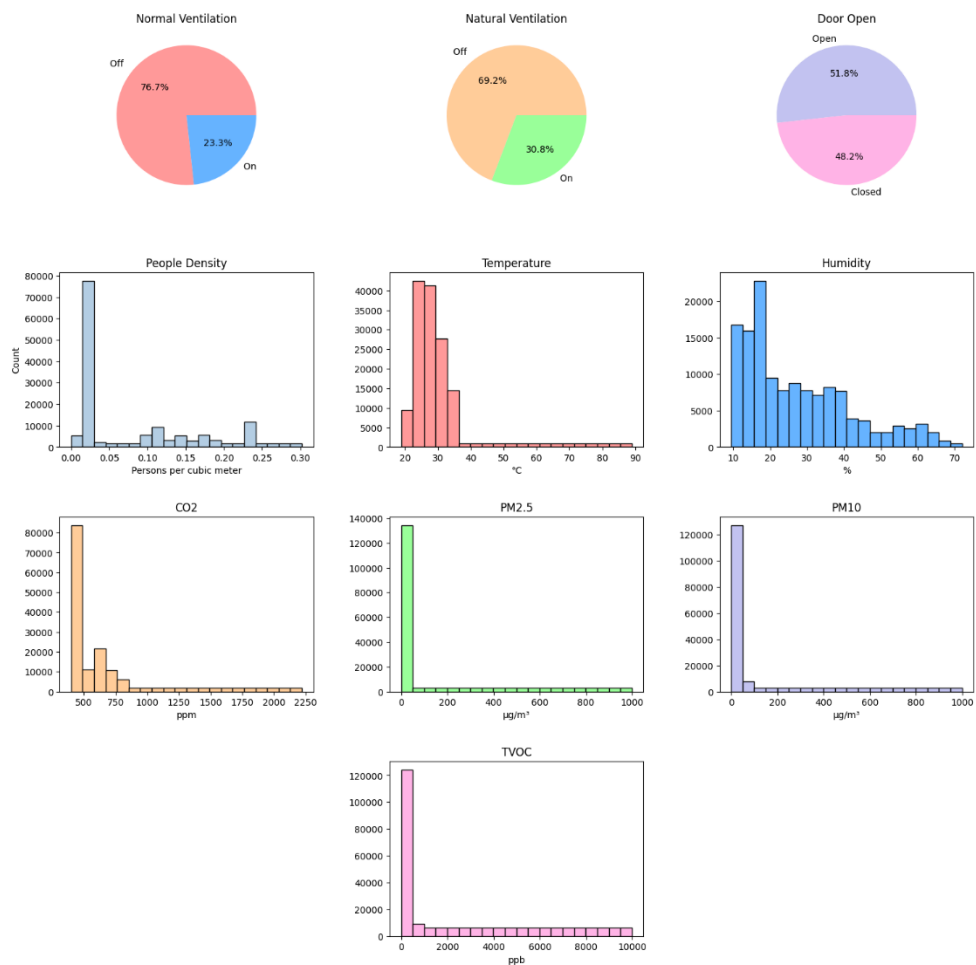 Normal Ventilation
Off
76.7%
23.3%
On
Natural Ventilation
Off
69.2%
30.8%
On
Door Open
Open
51.8%
48.2%
Closed
People Density
80000
70000
60000
50000
40000
30000
20000
10000
0
Count
0.00 0.05 0.10 0.15 0.20 0.25 0.30
Persons per cubic meter
Temperature
40000
35000
30000
25000
20000
15000
10000
5000
0
20 30 40 50 60 70 80 90
°C
Humidity
20000
15000
10000
5000
0
10 20 30 40 50 60 70
%
CO2
80000
70000
60000
50000
40000
30000
20000
10000
0
500 750 1000 1250 1500 1750 2000 2250
ppm
PM2.5
140000
120000
100000
80000
60000
40000
20000
0
0 200 400 600 800 1000
µg/m³
PM10
120000
100000
80000
60000
40000
20000
0
0 200 400 600 800 1000
µg/m³
TVOC
120000
100000
80000
60000
40000
20000
0
0 2000 4000 6000 8000 10000
ppb